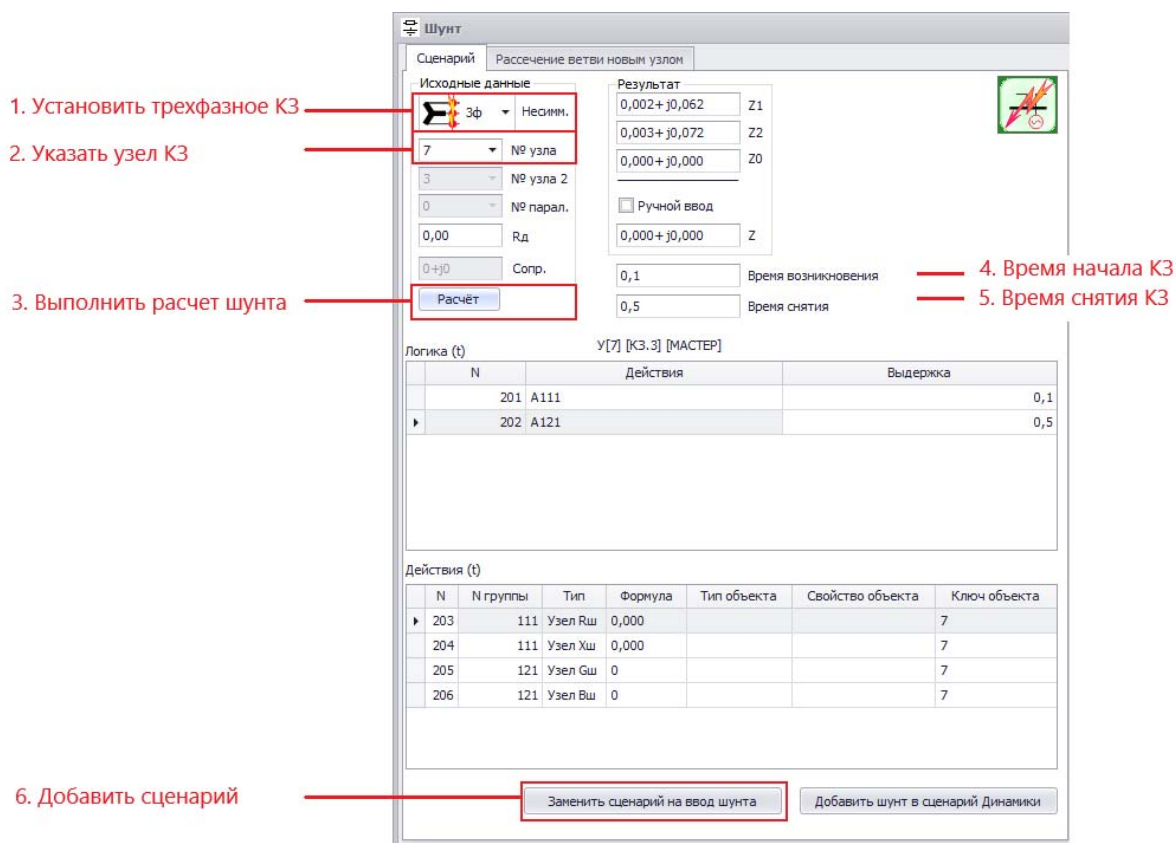 Шунт
Сценарий
Рассечение ветви новым узлом
Исходные данные
Результат
1. Установить трехфазное КЗ
3ф
Несимм.
0,002+j0,062
Z1
2. Указать узел КЗ
7
№ узла
0,003+j0,072
Z2
3
№ узла 2
0,000+j0,000
Z0
0
№ парал.
Ручной ввод
0,00
Rд
0,000+j0,000
Z
0+j0
Сопр.
0,1
Время возникновения
4. Время начала КЗ
3. Выполнить расчет шунта
Расчёт
0,5
Время снятия
5. Время снятия КЗ
Логика (t)
У[7] [КЗ.3] [МАСТЕР]
N Действия Выдержка
201 A111 0,1
202 A121 0,5
Действия (t)
N N группы Тип Формула Тип объекта Свойство объекта Ключ объекта
203 111 Узел Rш 0,000 7
204 111 Узел Xш 0,000 7
205 121 Узел Gш 0 7
206 121 Узел Bш 0 7
6. Добавить сценарий
Заменить сценарий на ввод шунта
Добавить шунт в сценарий Динамики